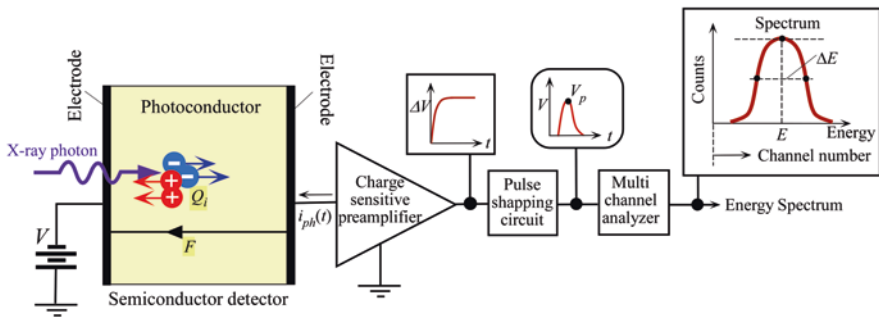 Electrode
Photoconductor
Electrode
X-ray photon
Q_i
F
V
Semiconductor detector
i_ph(t)
Charge
sensitive
preamplifier
ΔV
t
Pulse
shapping
circuit
V
V_p
t
Multi
channel
analyzer
Energy Spectrum
Spectrum
ΔE
Counts
E
Energy
Channel number